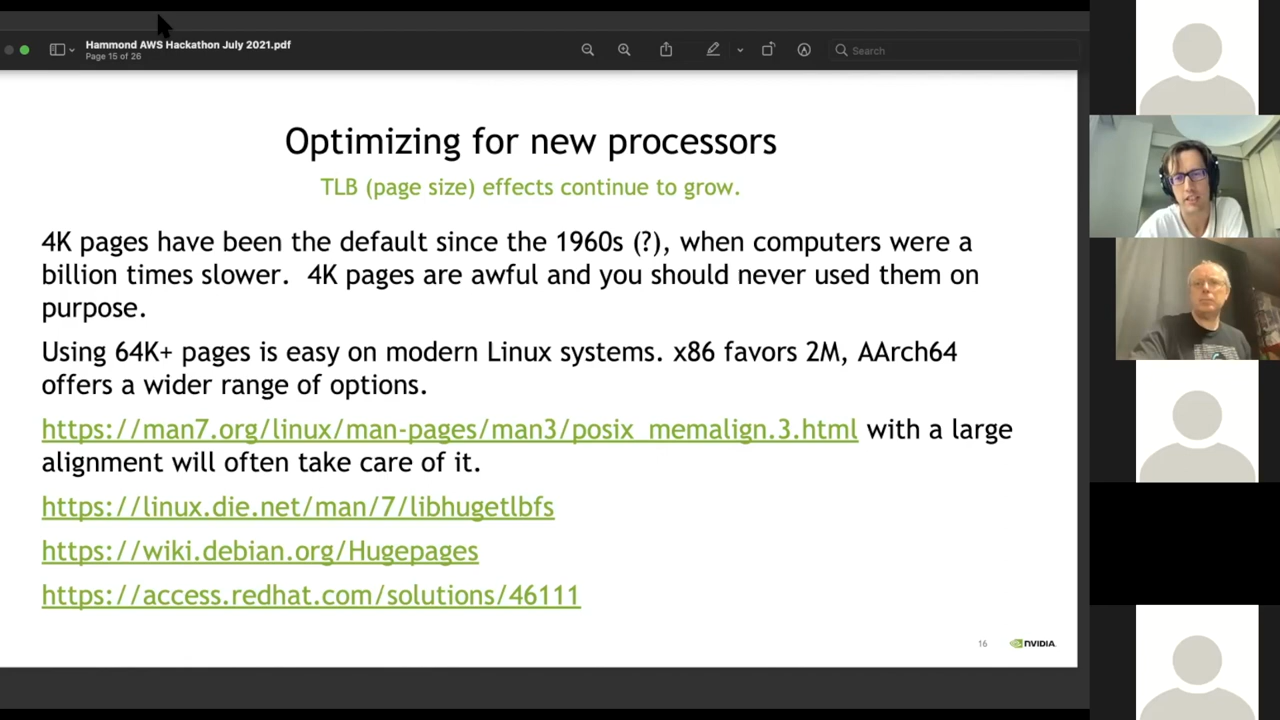 Hammond AWS Hackathon July 2021.pdf
Page 15 of 26
Search
Optimizing for new processors
TLB (page size) effects continue to grow.
4K pages have been the default since the 1960s (?), when computers were a
billion times slower.  4K pages are awful and you should never used them on
purpose.
Using 64K+ pages is easy on modern Linux systems. x86 favors 2M, AArch64
offers a wider range of options.
https://man7.org/linux/man-pages/man3/posix_memalign.3.html with a large
alignment will often take care of it.
https://linux.die.net/man/7/libhugetlbfs
https://wiki.debian.org/Hugepages
https://access.redhat.com/solutions/46111
16
NVIDIA